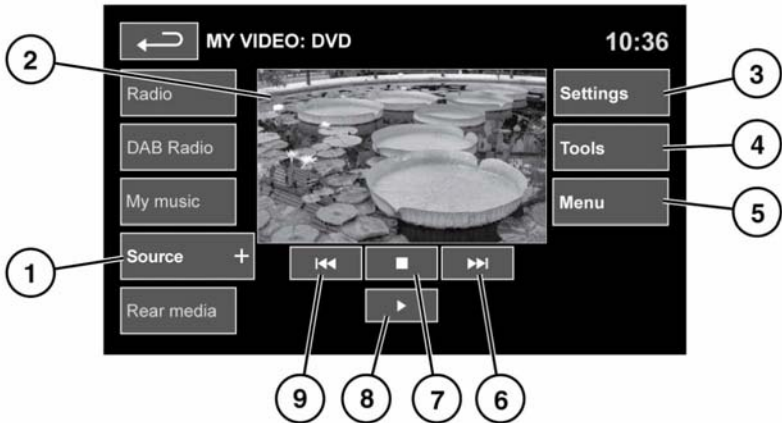 MY VIDEO: DVD
10:36
2
Radio
Settings
3
DAB Radio
Tools
4
My music
Menu
5
1
Source +
Rear media
9
8
7
6